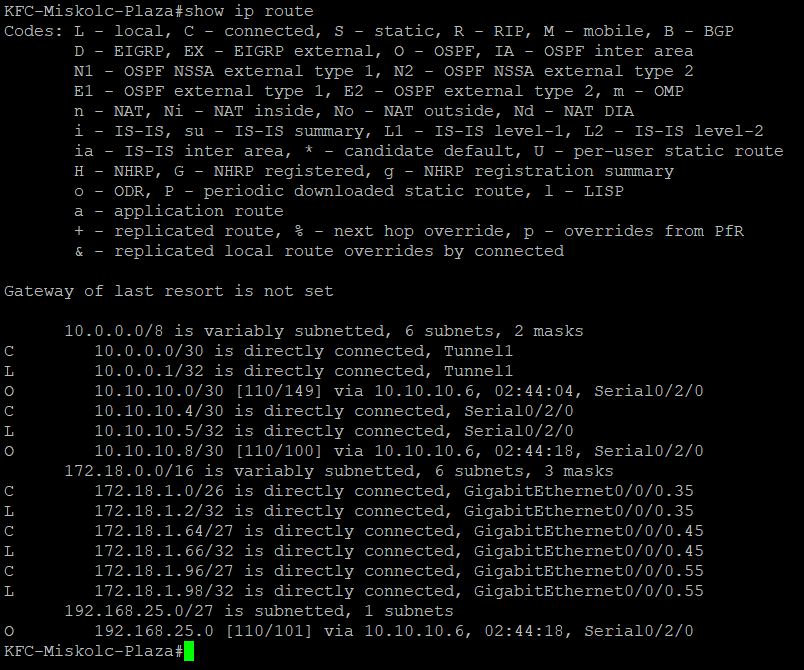 KFC-Miskolc-Plaza#show ip route
Codes: L - local, C - connected, S - static, R - RIP, M - mobile, B - BGP
       D - EIGRP, EX - EIGRP external, O - OSPF, IA - OSPF inter area
       N1 - OSPF NSSA external type 1, N2 - OSPF NSSA external type 2
       E1 - OSPF external type 1, E2 - OSPF external type 2, m - OMP
       n - NAT, Ni - NAT inside, No - NAT outside, Nd - NAT DIA
       i - IS-IS, su - IS-IS summary, L1 - IS-IS level-1, L2 - IS-IS level-2
       ia - IS-IS inter area, * - candidate default, U - per-user static route
       H - NHRP, G - NHRP registered, g - NHRP registration summary
       o - ODR, P - periodic downloaded static route, l - LISP
       a - application route
       + - replicated route, % - next hop override, p - overrides from PfR
       & - replicated local route overrides by connected

Gateway of last resort is not set

      10.0.0.0/8 is variably subnetted, 6 subnets, 2 masks
C        10.0.0.0/30 is directly connected, Tunnel1
L        10.0.0.1/32 is directly connected, Tunnel1
O        10.10.10.0/30 [110/149] via 10.10.10.6, 02:44:04, Serial0/2/0
C        10.10.10.4/30 is directly connected, Serial0/2/0
L        10.10.10.5/32 is directly connected, Serial0/2/0
O        10.10.10.8/30 [110/100] via 10.10.10.6, 02:44:18, Serial0/2/0
      172.18.0.0/16 is variably subnetted, 6 subnets, 3 masks
C        172.18.1.0/26 is directly connected, GigabitEthernet0/0/0.35
L        172.18.1.2/32 is directly connected, GigabitEthernet0/0/0.35
C        172.18.1.64/27 is directly connected, GigabitEthernet0/0/0.45
L        172.18.1.66/32 is directly connected, GigabitEthernet0/0/0.45
C        172.18.1.96/27 is directly connected, GigabitEthernet0/0/0.55
L        172.18.1.98/32 is directly connected, GigabitEthernet0/0/0.55
      192.168.25.0/27 is subnetted, 1 subnets
O        192.168.25.0 [110/101] via 10.10.10.6, 02:44:18, Serial0/2/0
KFC-Miskolc-Plaza#